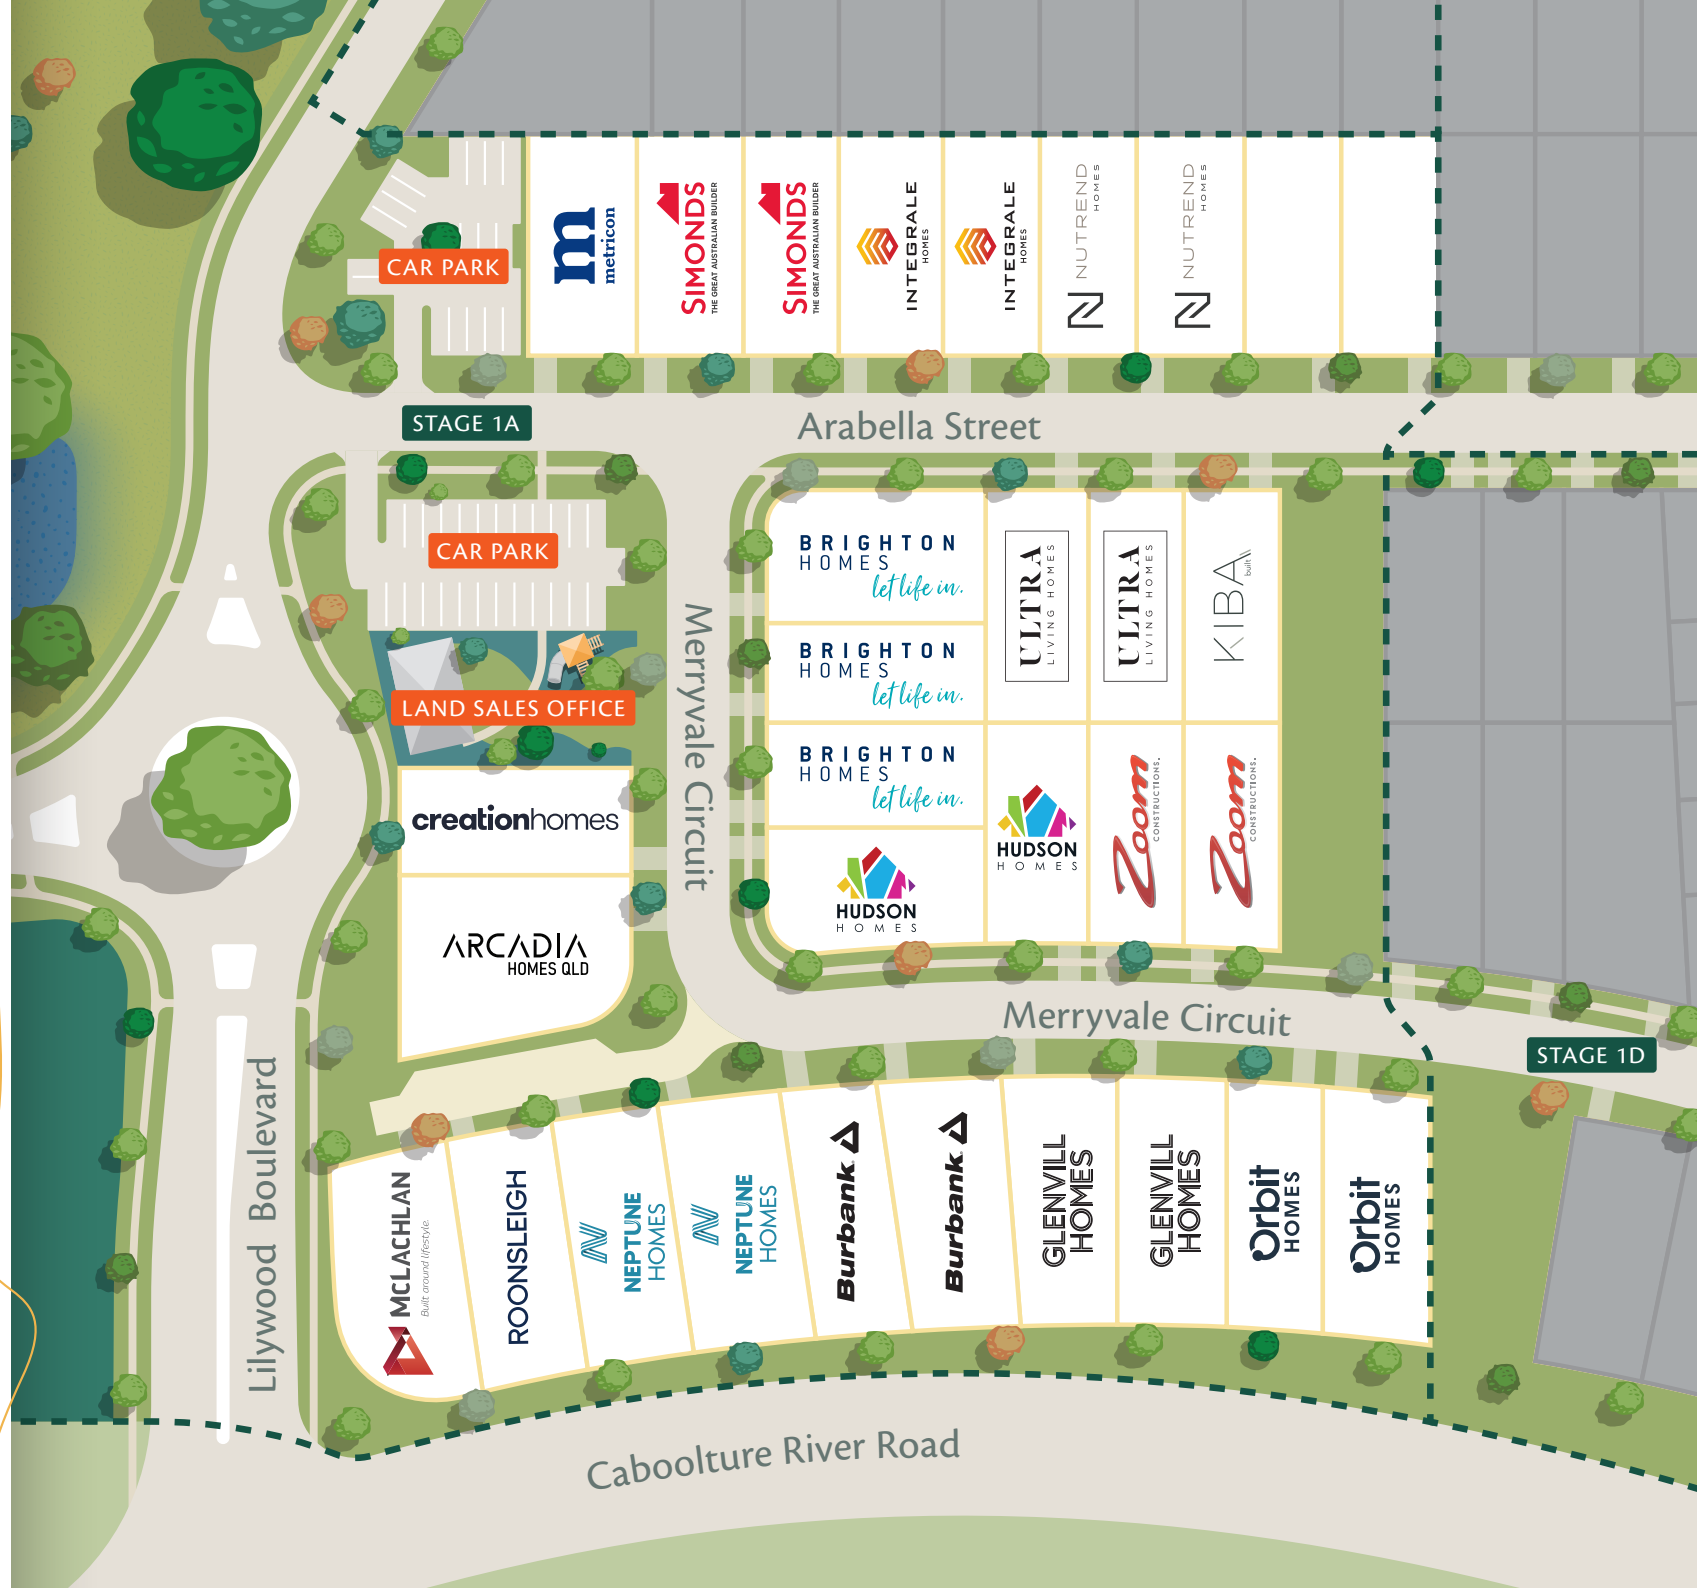 CAR PARK
m
metricon
SIMONDS
THE GREAT AUSTRALIAN BUILDER
SIMONDS
THE GREAT AUSTRALIAN BUILDER
INTEGRALE
HOMES
INTEGRALE
HOMES
NUTREND
HOMES
NUTREND
HOMES
STAGE 1A
Arabella Street
CAR PARK
LAND SALES OFFICE
Merryvale Circuit
BRIGHTON
HOMES
let life in.
BRIGHTON
HOMES
let life in.
BRIGHTON
HOMES
let life in.
HUDSON
HOMES
ULTRA
LIVING HOMES
ULTRA
LIVING HOMES
KIBA
built
HUDSON
HOMES
Zoom
CONSTRUCTIONS.
Zoom
CONSTRUCTIONS.
creationhomes
ARCADIA
HOMES QLD
Merryvale Circuit
STAGE 1D
Lilywood Boulevard
MCLACHLAN
Built around lifestyle.
ROONSLEIGH
NEPTUNE
HOMES
NEPTUNE
HOMES
Burbank
Burbank
GLENVILL
HOMES
GLENVILL
HOMES
Orbit
HOMES
Orbit
HOMES
Caboolture River Road